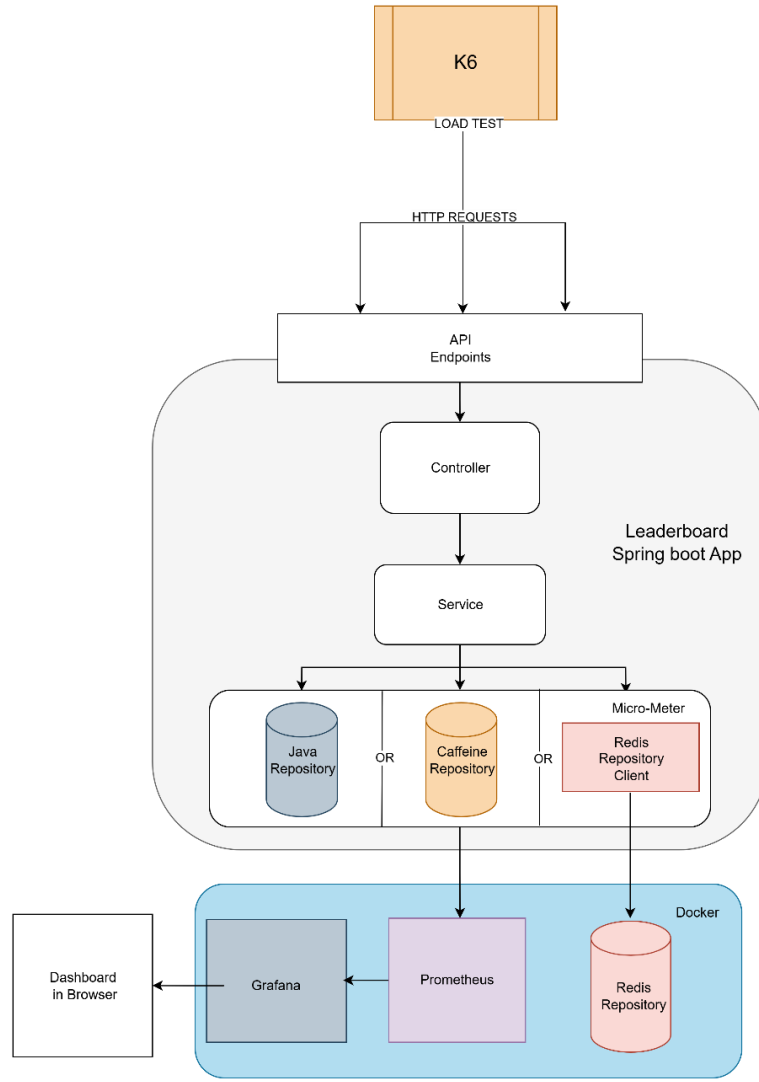 K6
LOAD TEST
HTTP REQUESTS
API
Endpoints
Controller
Leaderboard
Spring boot App
Service
Micro-Meter
Java
Repository
OR
Caffeine
Repository
OR
Redis
Repository
Client
Docker
Dashboard
in Browser
Grafana
Prometheus
Redis
Repository